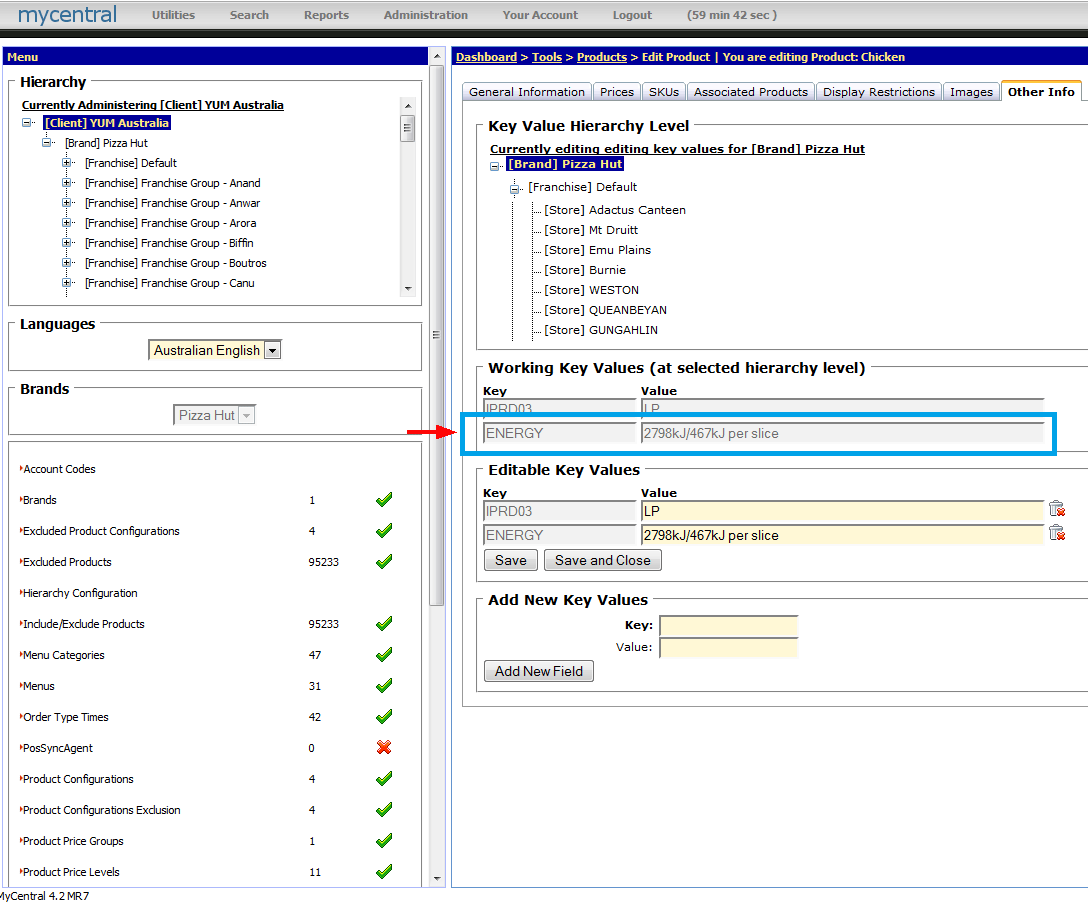 mycentral Utilities Search Reports Administration Your Account Logout (59 min 42 sec )
Menu
Hierarchy
Currently Administering [Client] YUM Australia
[Client] YUM Australia
[Brand] Pizza Hut
[Franchise] Default
[Franchise] Franchise Group - Anand
[Franchise] Franchise Group - Anwar
[Franchise] Franchise Group - Arora
[Franchise] Franchise Group - Biffin
[Franchise] Franchise Group - Boutros
[Franchise] Franchise Group - Canu
Languages
Australian English
Brands
Pizza Hut
Account Codes
Brands 1
Excluded Product Configurations 4
Excluded Products 95233
Hierarchy Configuration
Include/Exclude Products 95233
Menu Categories 47
Menus 31
Order Type Times 42
PosSyncAgent 0
Product Configurations 4
Product Configurations Exclusion 4
Product Price Groups 1
Product Price Levels 11
Dashboard > Tools > Products > Edit Product | You are editing Product: Chicken
General Information Prices SKUs Associated Products Display Restrictions Images Other Info
Key Value Hierarchy Level
Currently editing editing key values for [Brand] Pizza Hut
[Brand] Pizza Hut
[Franchise] Default
[Store] Adactus Canteen
[Store] Mt Druitt
[Store] Emu Plains
[Store] Burnie
[Store] WESTON
[Store] QUEANBEYAN
[Store] GUNGAHLIN
Working Key Values (at selected hierarchy level)
Key Value
IPRD03 LP
ENERGY 2798kJ/467kJ per slice
Editable Key Values
Key Value
IPRD03 LP
ENERGY 2798kJ/467kJ per slice
Save Save and Close
Add New Key Values
Key:
Value:
Add New Field
MyCentral 4.2 MR7